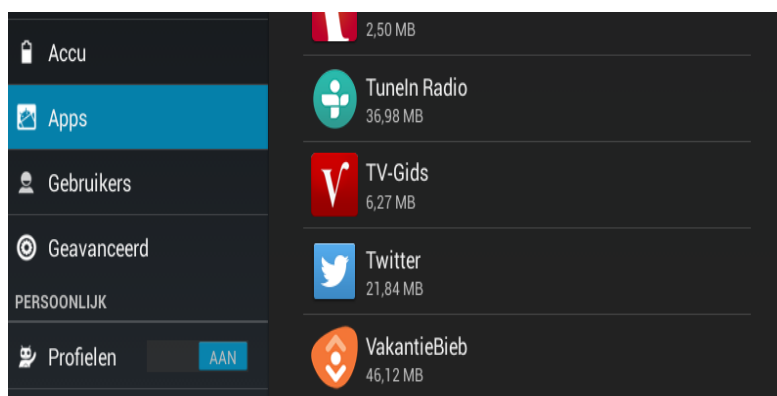 Accu
Apps
Gebruikers
Geavanceerd
PERSOONLIJK
Profielen
AAN
2,50 MB
TuneIn Radio
36,98 MB
V
TV-Gids
6,27 MB
Twitter
21,84 MB
VakantieBieb
46,12 MB